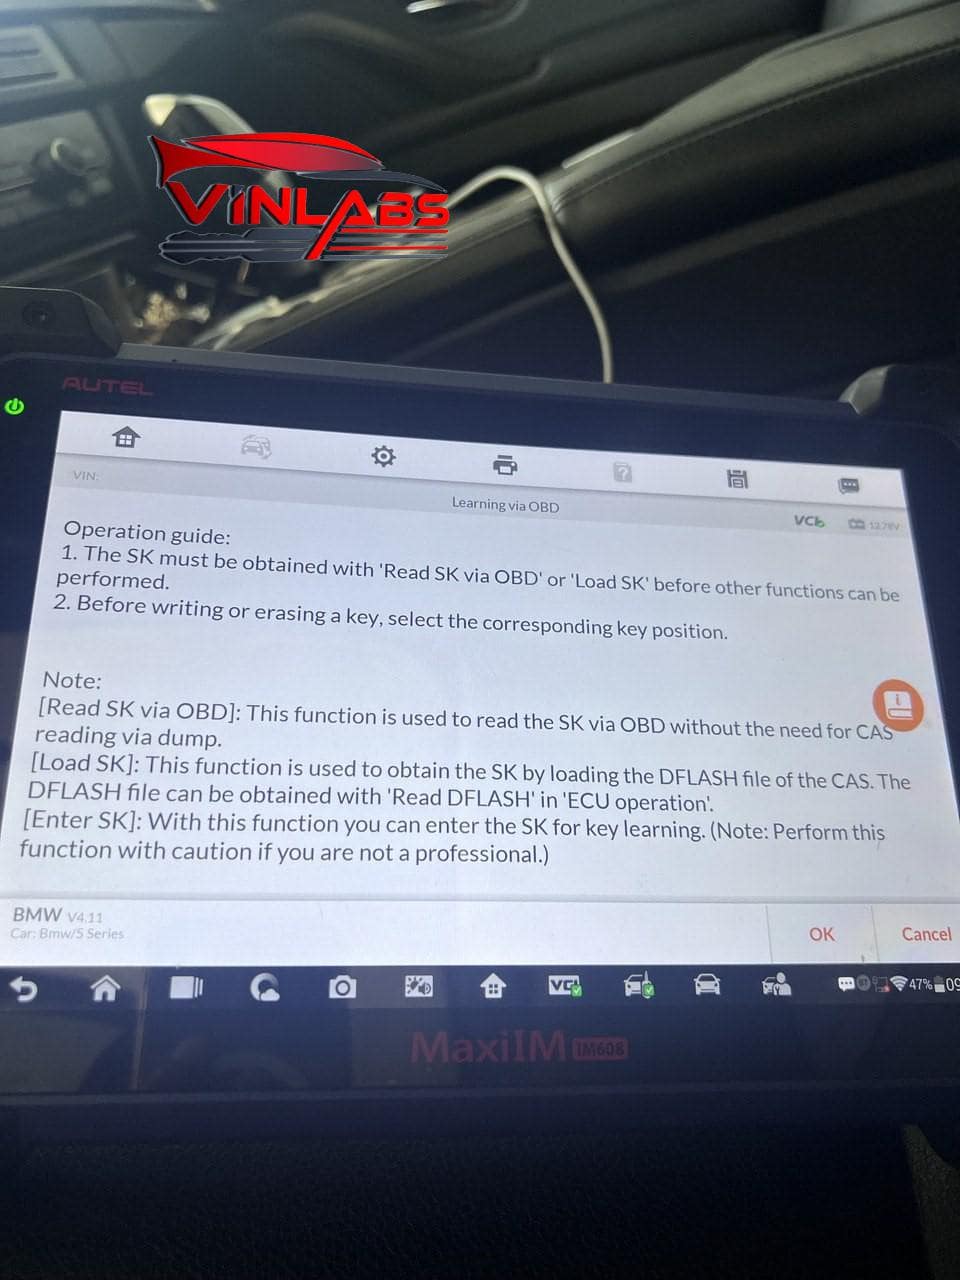 VINLABS
AUTEL
VIN:
Learning via OBD
VCI
12.78V
Operation guide:
1. The SK must be obtained with 'Read SK via OBD' or 'Load SK' before other functions can be
performed.
2. Before writing or erasing a key, select the corresponding key position.
Note:
[Read SK via OBD]: This function is used to read the SK via OBD without the need for CAS
reading via dump.
[Load SK]: This function is used to obtain the SK by loading the DFLASH file of the CAS. The
DFLASH file can be obtained with 'Read DFLASH' in 'ECU operation'.
[Enter SK]: With this function you can enter the SK for key learning. (Note: Perform this
function with caution if you are not a professional.)
BMW V4.11
Car: Bmw/5 Series
OK
Cancel
VCI
47%
09
MaxiIM IM608